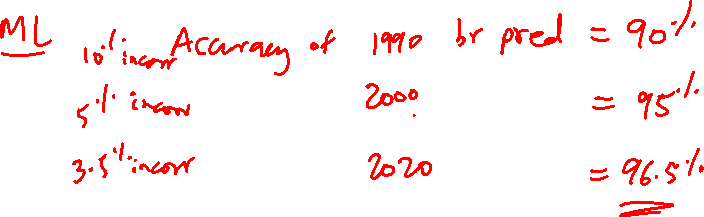 ML 10% incorr Accuracy of 1990 br pred = 90%
5% incorr 2000 = 95%
3.5% incorr 2020 = 96.5%